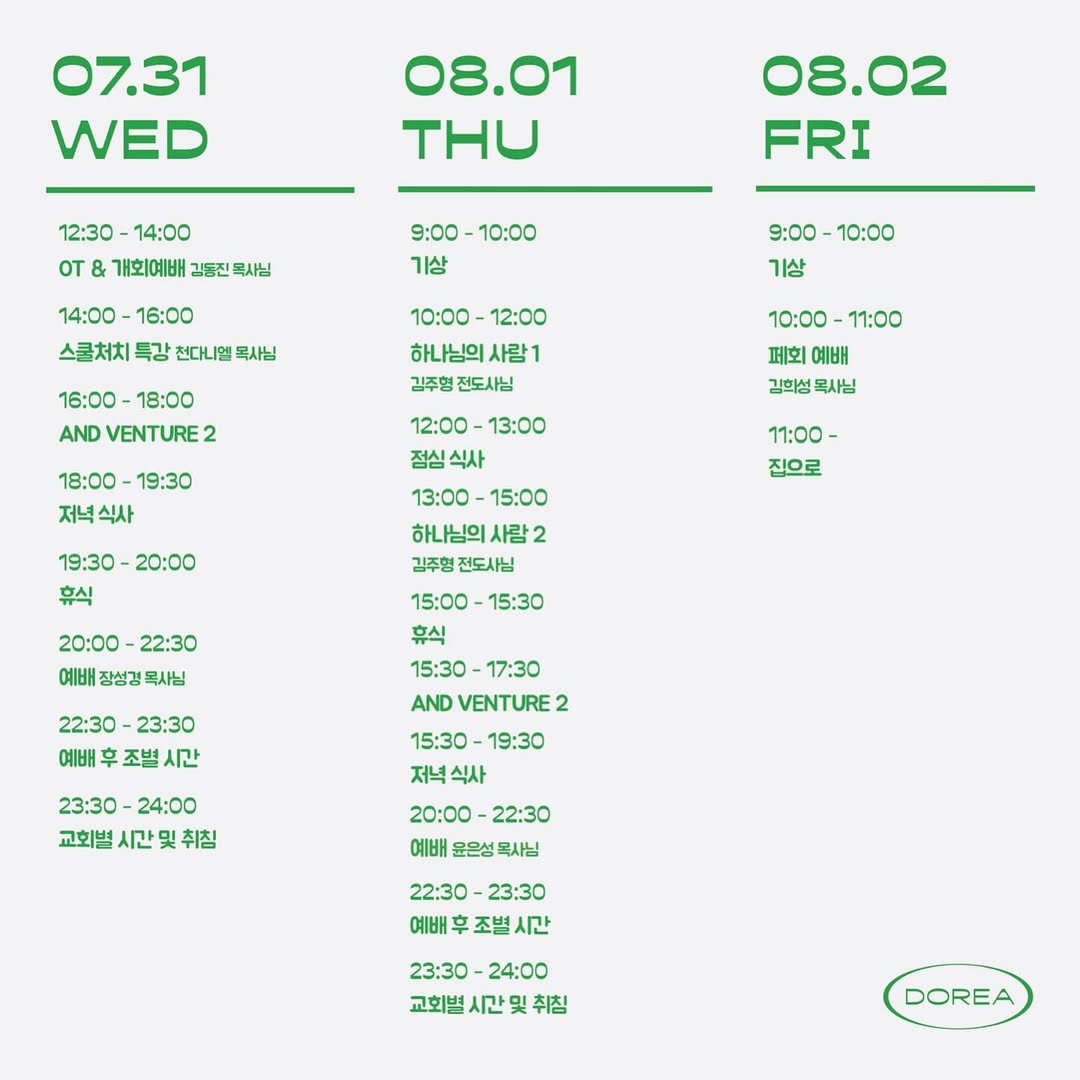 07.31
WED
12:30 - 14:00
OT & 개회예배 김동진 목사님
14:00 - 16:00
스쿨처치 특강 천다니엘 목사님
16:00 - 18:00
AND VENTURE 2
18:00 - 19:30
저녁 식사
19:30 - 20:00
휴식
20:00 - 22:30
예배 장성경 목사님
22:30 - 23:30
예배 후 조별 시간
23:30 - 24:00
교회별 시간 및 취침
08.01
THU
9:00 - 10:00
기상
10:00 - 12:00
하나님의 사람 1
김주형 전도사님
12:00 - 13:00
점심 식사
13:00 - 15:00
하나님의 사람 2
김주형 전도사님
15:00 - 15:30
휴식
15:30 - 17:30
AND VENTURE 2
15:30 - 19:30
저녁 식사
20:00 - 22:30
예배 윤은성 목사님
22:30 - 23:30
예배 후 조별 시간
23:30 - 24:00
교회별 시간 및 취침
08.02
FRI
9:00 - 10:00
기상
10:00 - 11:00
폐회 예배
김희성 목사님
11:00 -
집으로
DOREA